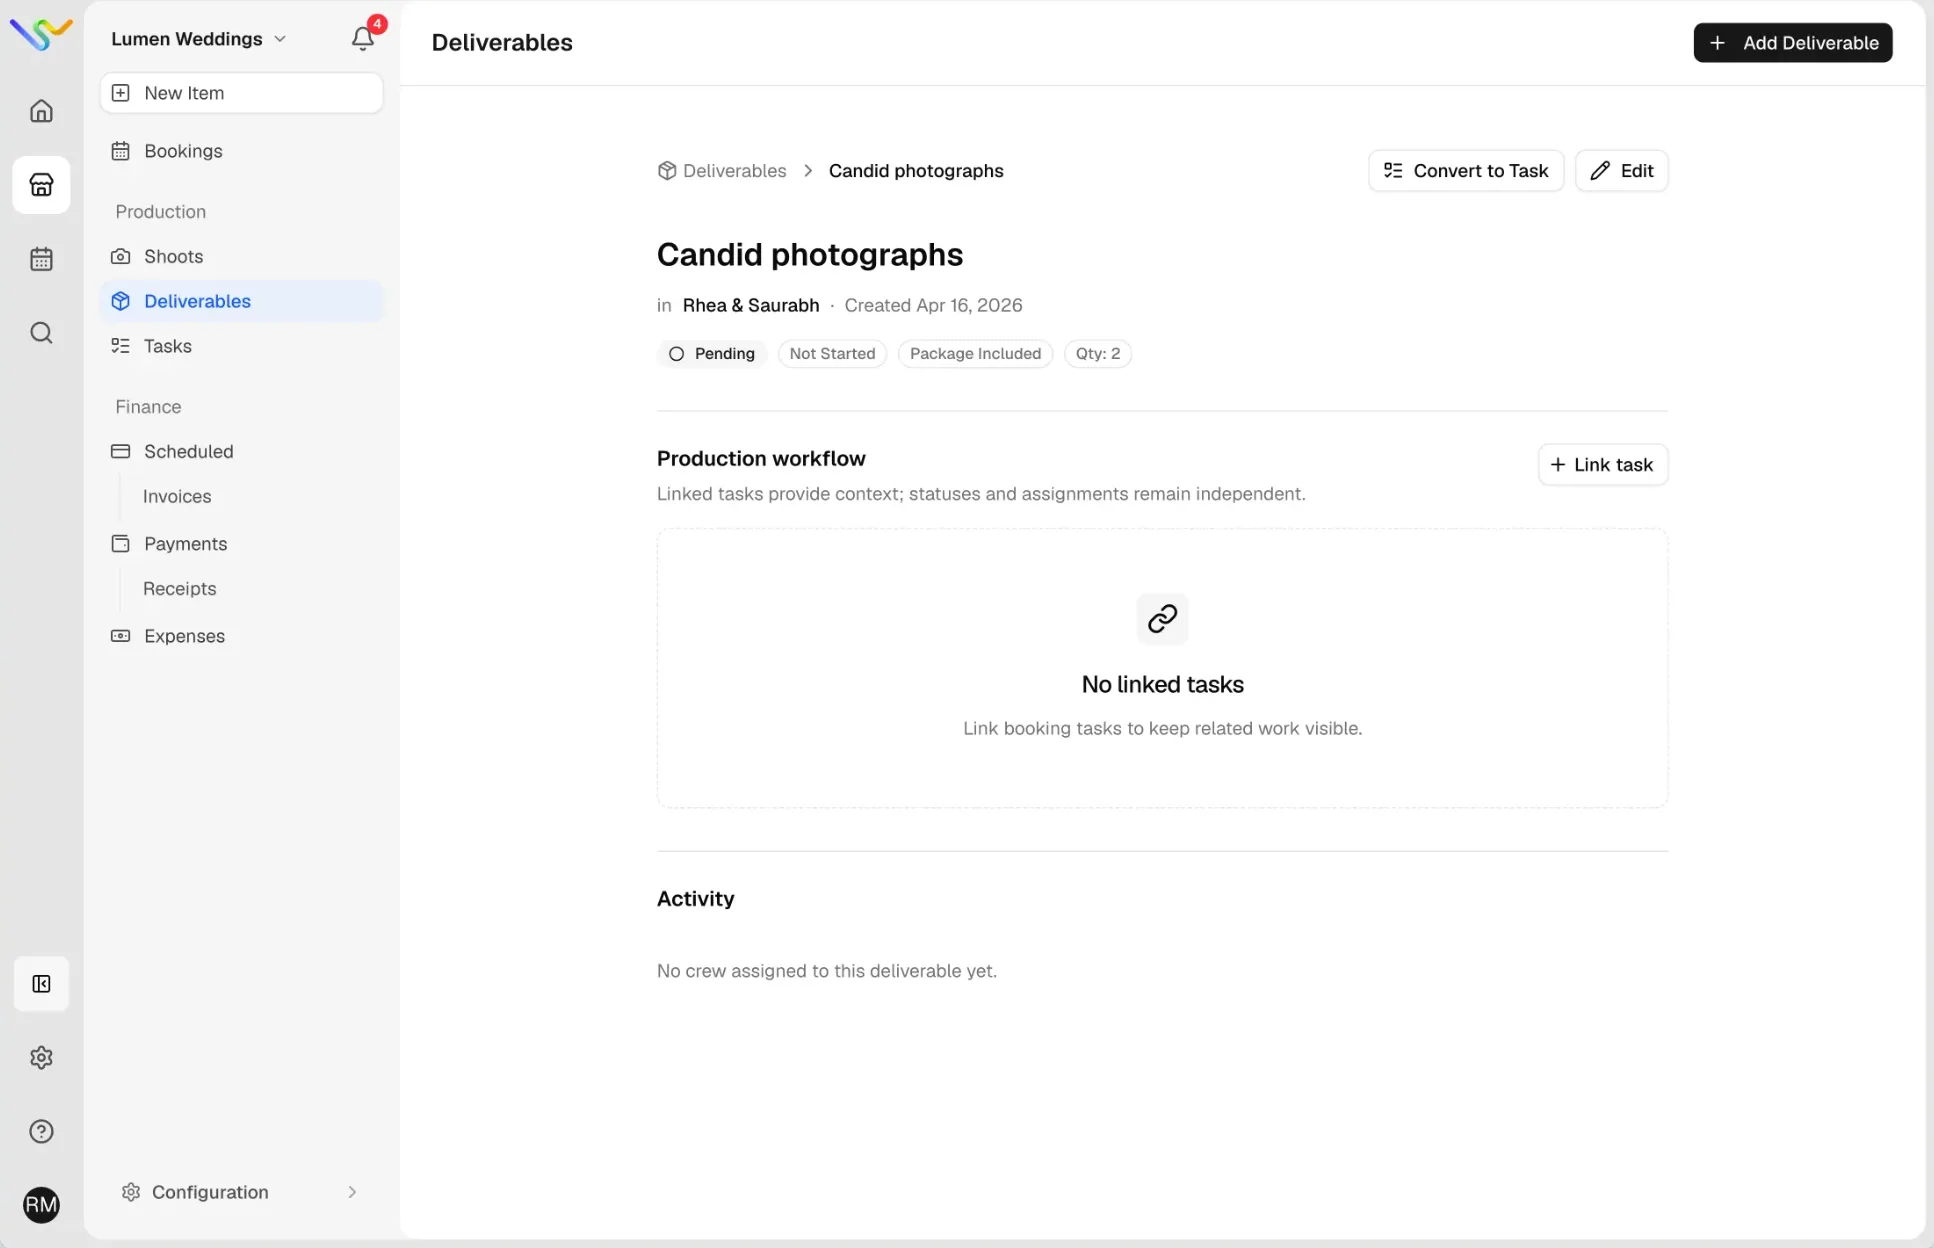 Lumen Weddings
4
New Item
Bookings
Production
Shoots
Deliverables
Tasks
Finance
Scheduled
Invoices
Payments
Receipts
Expenses
Configuration
RM
Deliverables
Add Deliverable
Deliverables > Candid photographs
Convert to Task
Edit
Candid photographs
in Rhea & Saurabh · Created Apr 16, 2026
Pending Not Started Package Included Qty: 2
Production workflow
Linked tasks provide context; statuses and assignments remain independent.
+ Link task
No linked tasks
Link booking tasks to keep related work visible.
Activity
No crew assigned to this deliverable yet.